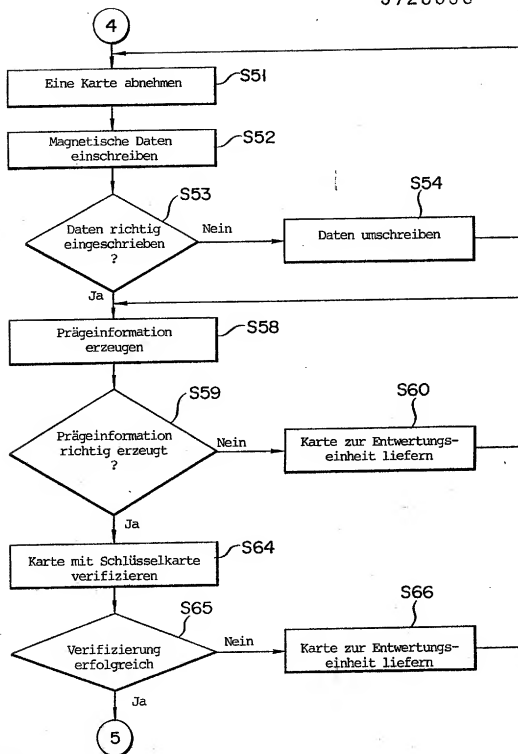 4
Eine Karte abnehmen
S51
Magnetische Daten
einschreiben
S52
S53
Daten richtig
eingeschrieben
?
Nein
S54
Daten umschreiben
Ja
Prägeinformation
erzeugen
S58
S59
Prägeinformation
richtig erzeugt
?
Nein
S60
Karte zur Entwertungs-
einheit liefern
Ja
Karte mit Schlüsselkarte
verifizieren
S64
S65
Verifizierung
erfolgreich
Nein
S66
Karte zur Entwertungs-
einheit liefern
Ja
5